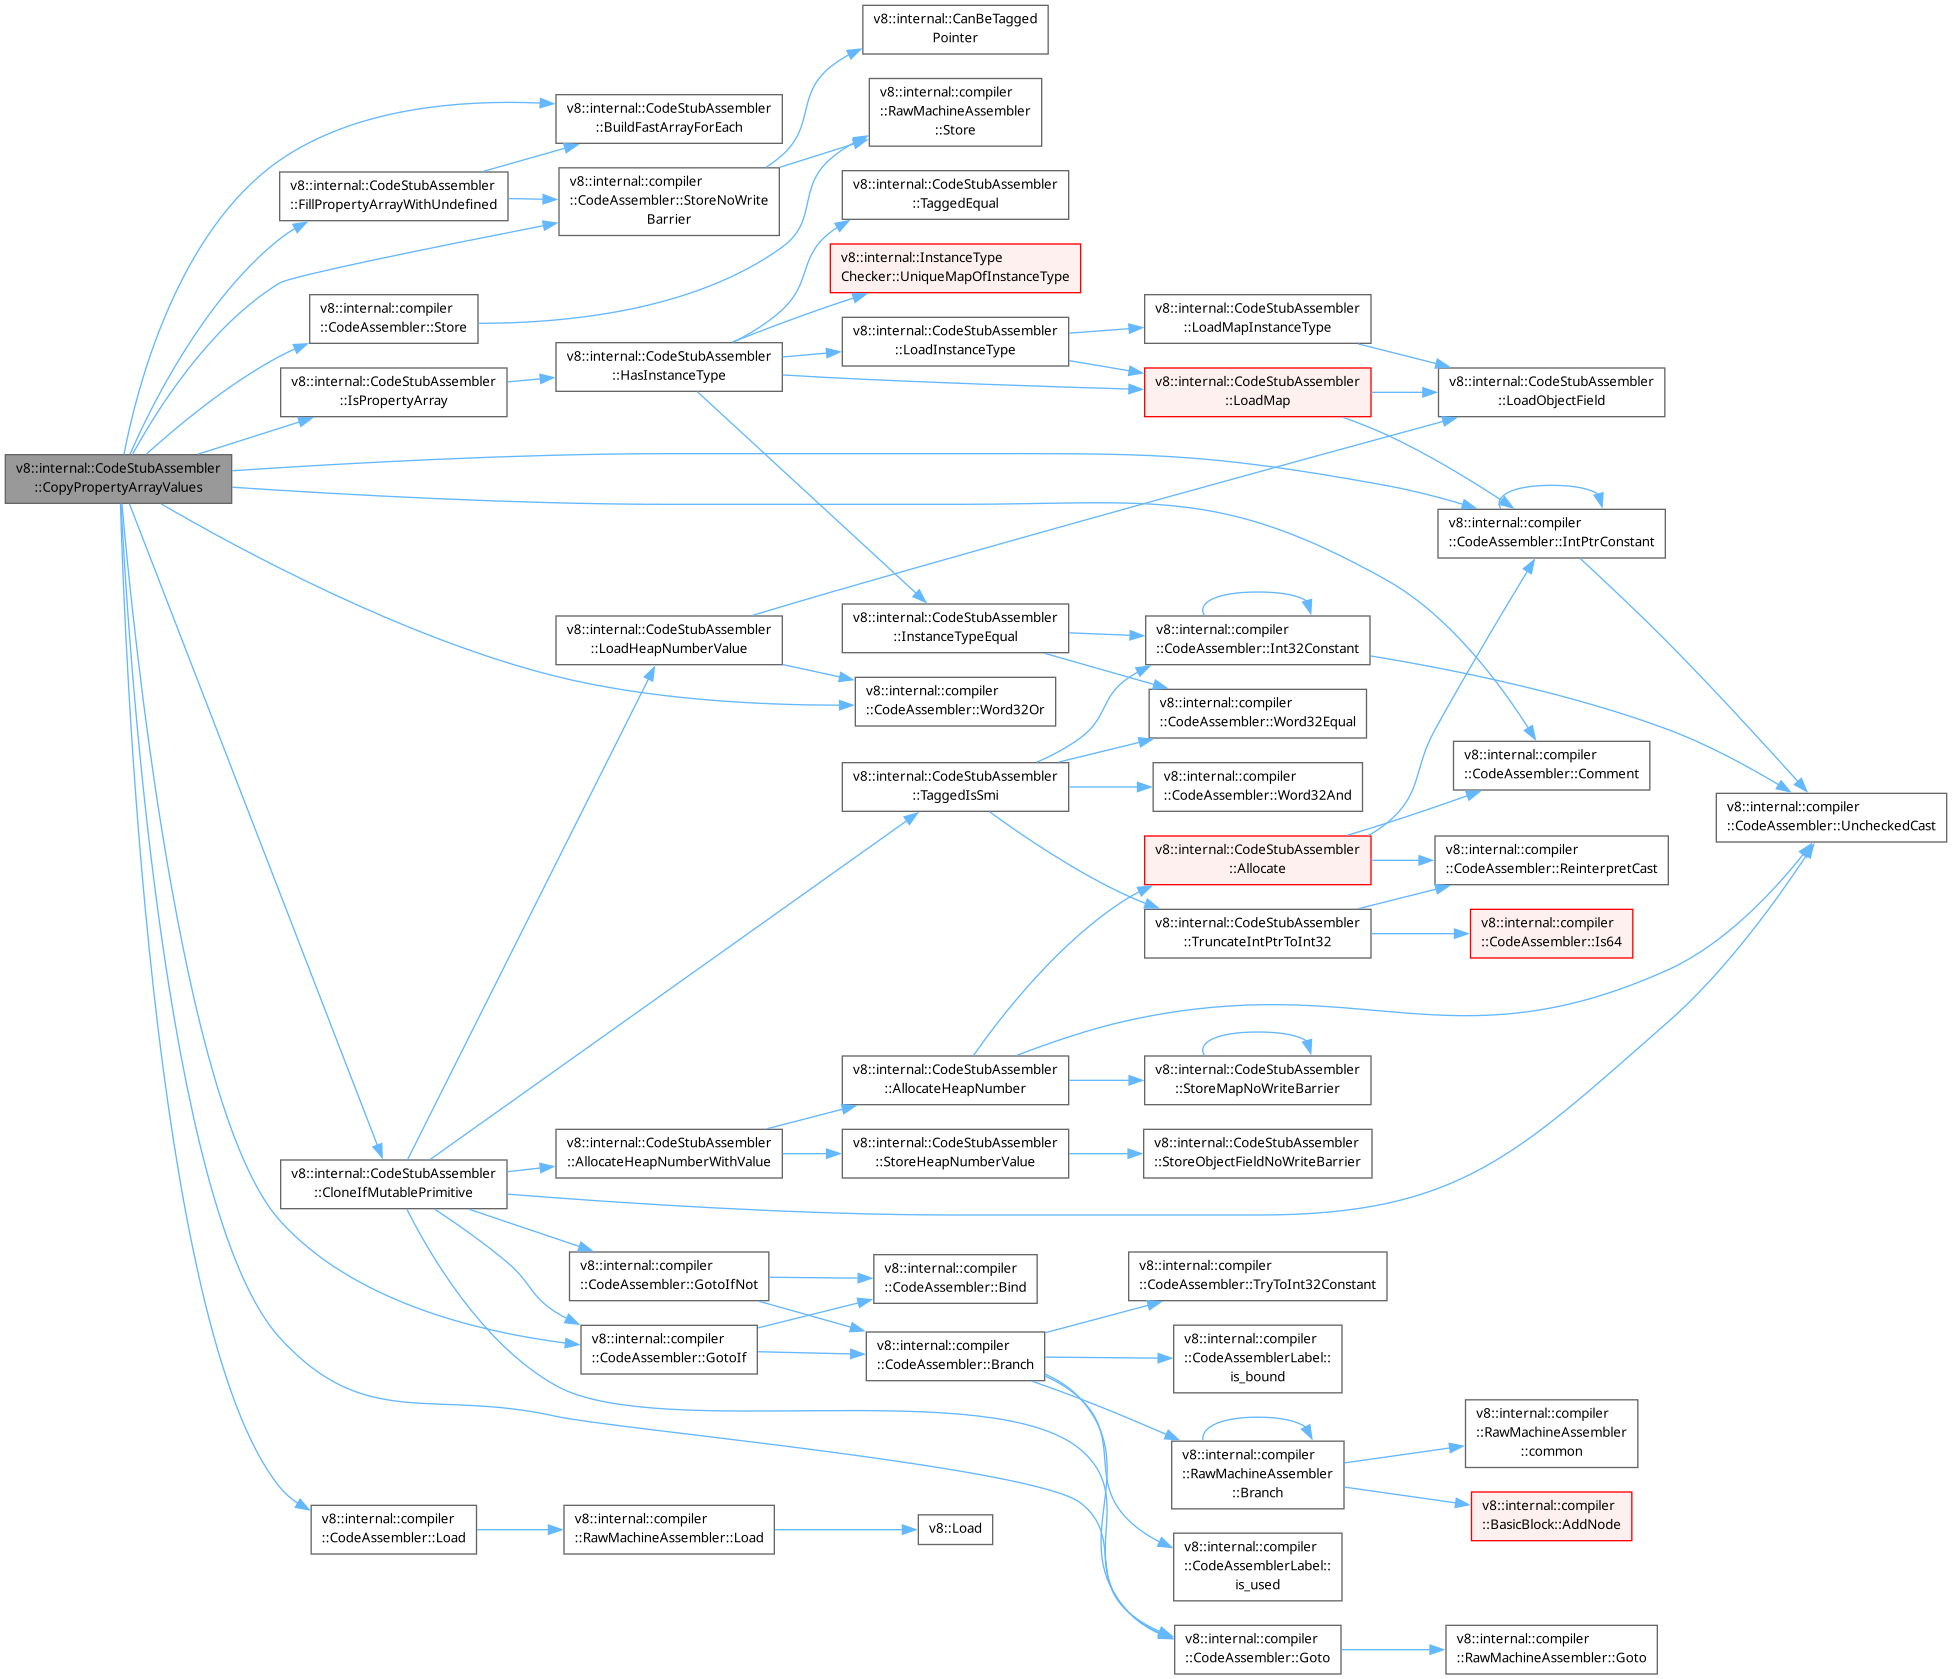 v8::internal::CanBeTagged
Pointer
v8::internal::compiler
::RawMachineAssembler
::Store
v8::internal::CodeStubAssembler
::BuildFastArrayForEach
v8::internal::CodeStubAssembler
::FillPropertyArrayWithUndefined
v8::internal::compiler
::CodeAssembler::StoreNoWrite
Barrier
v8::internal::CodeStubAssembler
::TaggedEqual
v8::internal::InstanceType
Checker::UniqueMapOfInstanceType
v8::internal::compiler
::CodeAssembler::Store
v8::internal::CodeStubAssembler
::LoadMapInstanceType
v8::internal::CodeStubAssembler
::LoadInstanceType
v8::internal::CodeStubAssembler
::HasInstanceType
v8::internal::CodeStubAssembler
::IsPropertyArray
v8::internal::CodeStubAssembler
::LoadMap
v8::internal::CodeStubAssembler
::LoadObjectField
v8::internal::CodeStubAssembler
::CopyPropertyArrayValues
v8::internal::compiler
::CodeAssembler::IntPtrConstant
v8::internal::CodeStubAssembler
::LoadHeapNumberValue
v8::internal::CodeStubAssembler
::InstanceTypeEqual
v8::internal::compiler
::CodeAssembler::Int32Constant
v8::internal::compiler
::CodeAssembler::Word32Or
v8::internal::compiler
::CodeAssembler::Word32Equal
v8::internal::compiler
::CodeAssembler::Comment
v8::internal::CodeStubAssembler
::TaggedIsSmi
v8::internal::compiler
::CodeAssembler::Word32And
v8::internal::compiler
::CodeAssembler::UncheckedCast
v8::internal::CodeStubAssembler
::Allocate
v8::internal::compiler
::CodeAssembler::ReinterpretCast
v8::internal::CodeStubAssembler
::TruncateIntPtrToInt32
v8::internal::compiler
::CodeAssembler::Is64
v8::internal::CodeStubAssembler
::AllocateHeapNumber
v8::internal::CodeStubAssembler
::StoreMapNoWriteBarrier
v8::internal::CodeStubAssembler
::AllocateHeapNumberWithValue
v8::internal::CodeStubAssembler
::StoreHeapNumberValue
v8::internal::CodeStubAssembler
::StoreObjectFieldNoWriteBarrier
v8::internal::CodeStubAssembler
::CloneIfMutablePrimitive
v8::internal::compiler
::CodeAssembler::GotoIfNot
v8::internal::compiler
::CodeAssembler::Bind
v8::internal::compiler
::CodeAssembler::TryToInt32Constant
v8::internal::compiler
::CodeAssembler::GotoIf
v8::internal::compiler
::CodeAssembler::Branch
v8::internal::compiler
::CodeAssemblerLabel::
is_bound
v8::internal::compiler
::RawMachineAssembler
::common
v8::internal::compiler
::RawMachineAssembler
::Branch
v8::internal::compiler
::BasicBlock::AddNode
v8::internal::compiler
::CodeAssembler::Load
v8::internal::compiler
::RawMachineAssembler::Load
v8::Load
v8::internal::compiler
::CodeAssemblerLabel::
is_used
v8::internal::compiler
::CodeAssembler::Goto
v8::internal::compiler
::RawMachineAssembler::Goto